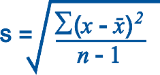 s = √(∑(x - x̄)² / (n - 1))